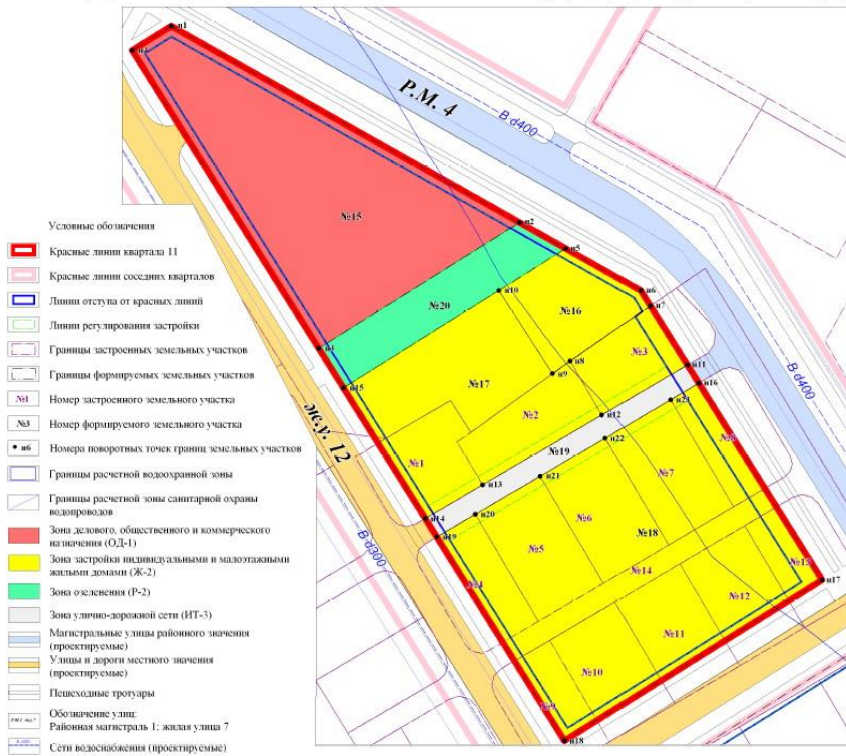 Р.М. 4
В d400
н1
н4
№15
н2
н5
н10
н6
н7
№20
№16
№3
н8
н9
№17
н3
н15
н11
н16
В d400
н12
н23
№8
№2
ж.у. 12
№1
№19
н22
№7
н13
н21
н14
н20
н19
№6
№18
№5
В d300
№4
№14
№13
н17
№12
№11
№10
№9
н18
Условные обозначения
Красные линии квартала 11
Красные линии соседних кварталов
Линии отступа от красных линий
Линии регулирования застройки
Границы застроенных земельных участков
Границы формируемых земельных участков
№1 Номер застроенного земельного участка
№3 Номер формируемого земельного участка
н6 Номера поворотных точек границ земельных участков
Границы расчетной водоохранной зоны
Границы расчетной зоны санитарной охраны
водопроводов
Зона делового, общественного и коммерческого
назначения (ОД-1)
Зона застройки индивидуальными и малоэтажными
жилыми домами (Ж-2)
Зона озеленения (Р-2)
Зона улично-дорожной сети (ИТ-3)
Магистральные улицы районного значения
(проектируемые)
Улицы и дороги местного значения
(проектируемые)
Пешеходные тротуары
Обозначение улиц:
Районная магистраль 1; жилая улица 7
Сети водоснабжения (проектируемые)